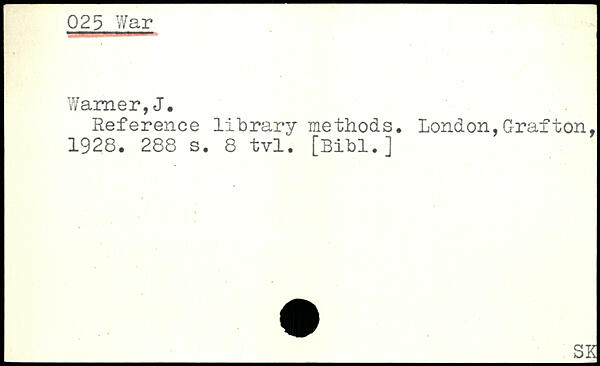 025 War
Warner,J.
Reference library methods. London,Grafton,
1928. 288 s. 8 tvl. [Bibl.]
SK